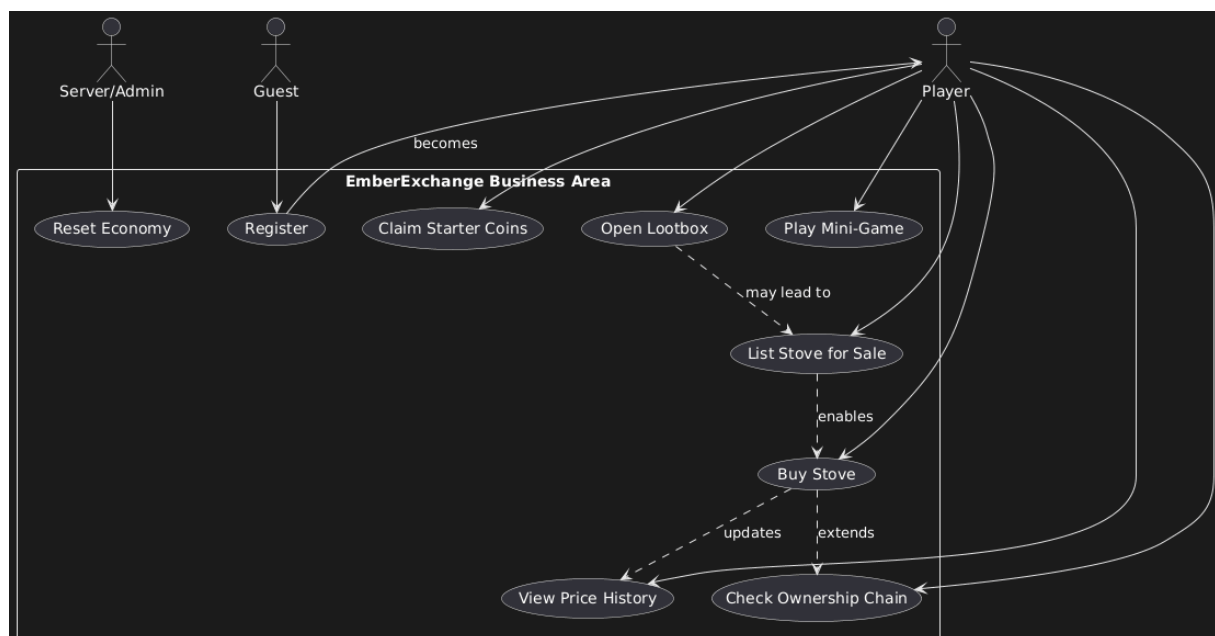 Server/Admin
Guest
Player
becomes
EmberExchange Business Area
Reset Economy
Register
Claim Starter Coins
Open Lootbox
Play Mini-Game
may lead to
List Stove for Sale
enables
Buy Stove
updates
extends
View Price History
Check Ownership Chain